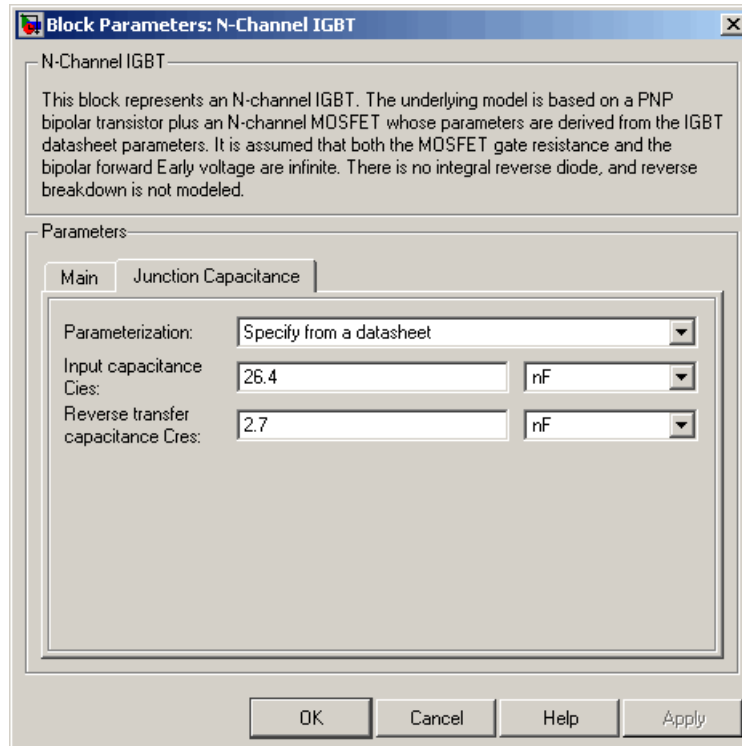 Block Parameters: N-Channel IGBT
N-Channel IGBT
This block represents an N-channel IGBT. The underlying model is based on a PNP
bipolar transistor plus an N-channel MOSFET whose parameters are derived from the IGBT
datasheet parameters. It is assumed that both the MOSFET gate resistance and the
bipolar forward Early voltage are infinite. There is no integral reverse diode, and reverse
breakdown is not modeled.
Parameters
Main Junction Capacitance
Parameterization: Specify from a datasheet
Input capacitance
Cies: 26.4 nF
Reverse transfer
capacitance Cres: 2.7 nF
OK Cancel Help Apply